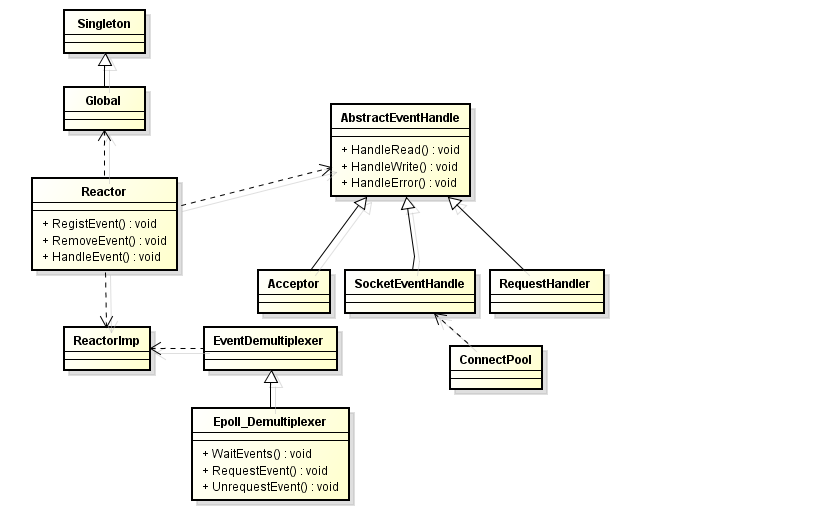 Singleton
Global
AbstractEventHandle
+ HandleRead() : void
+ HandleWrite() : void
+ HandleError() : void
Reactor
+ RegistEvent() : void
+ RemoveEvent() : void
+ HandleEvent() : void
Acceptor
SocketEventHandle
RequestHandler
ReactorImp
EventDemultiplexer
ConnectPool
Epoll_Demultiplexer
+ WaitEvents() : void
+ RequestEvent() : void
+ UnrequestEvent() : void